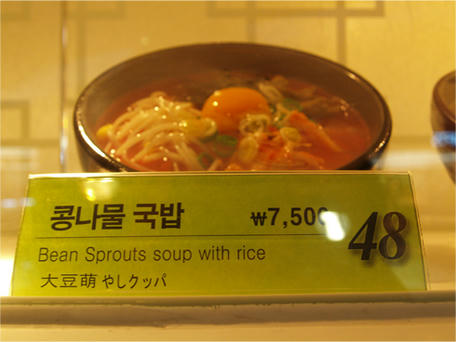 콩나물 국밥 ₩7,500 48
Bean Sprouts soup with rice
大豆萌 やしクッパ